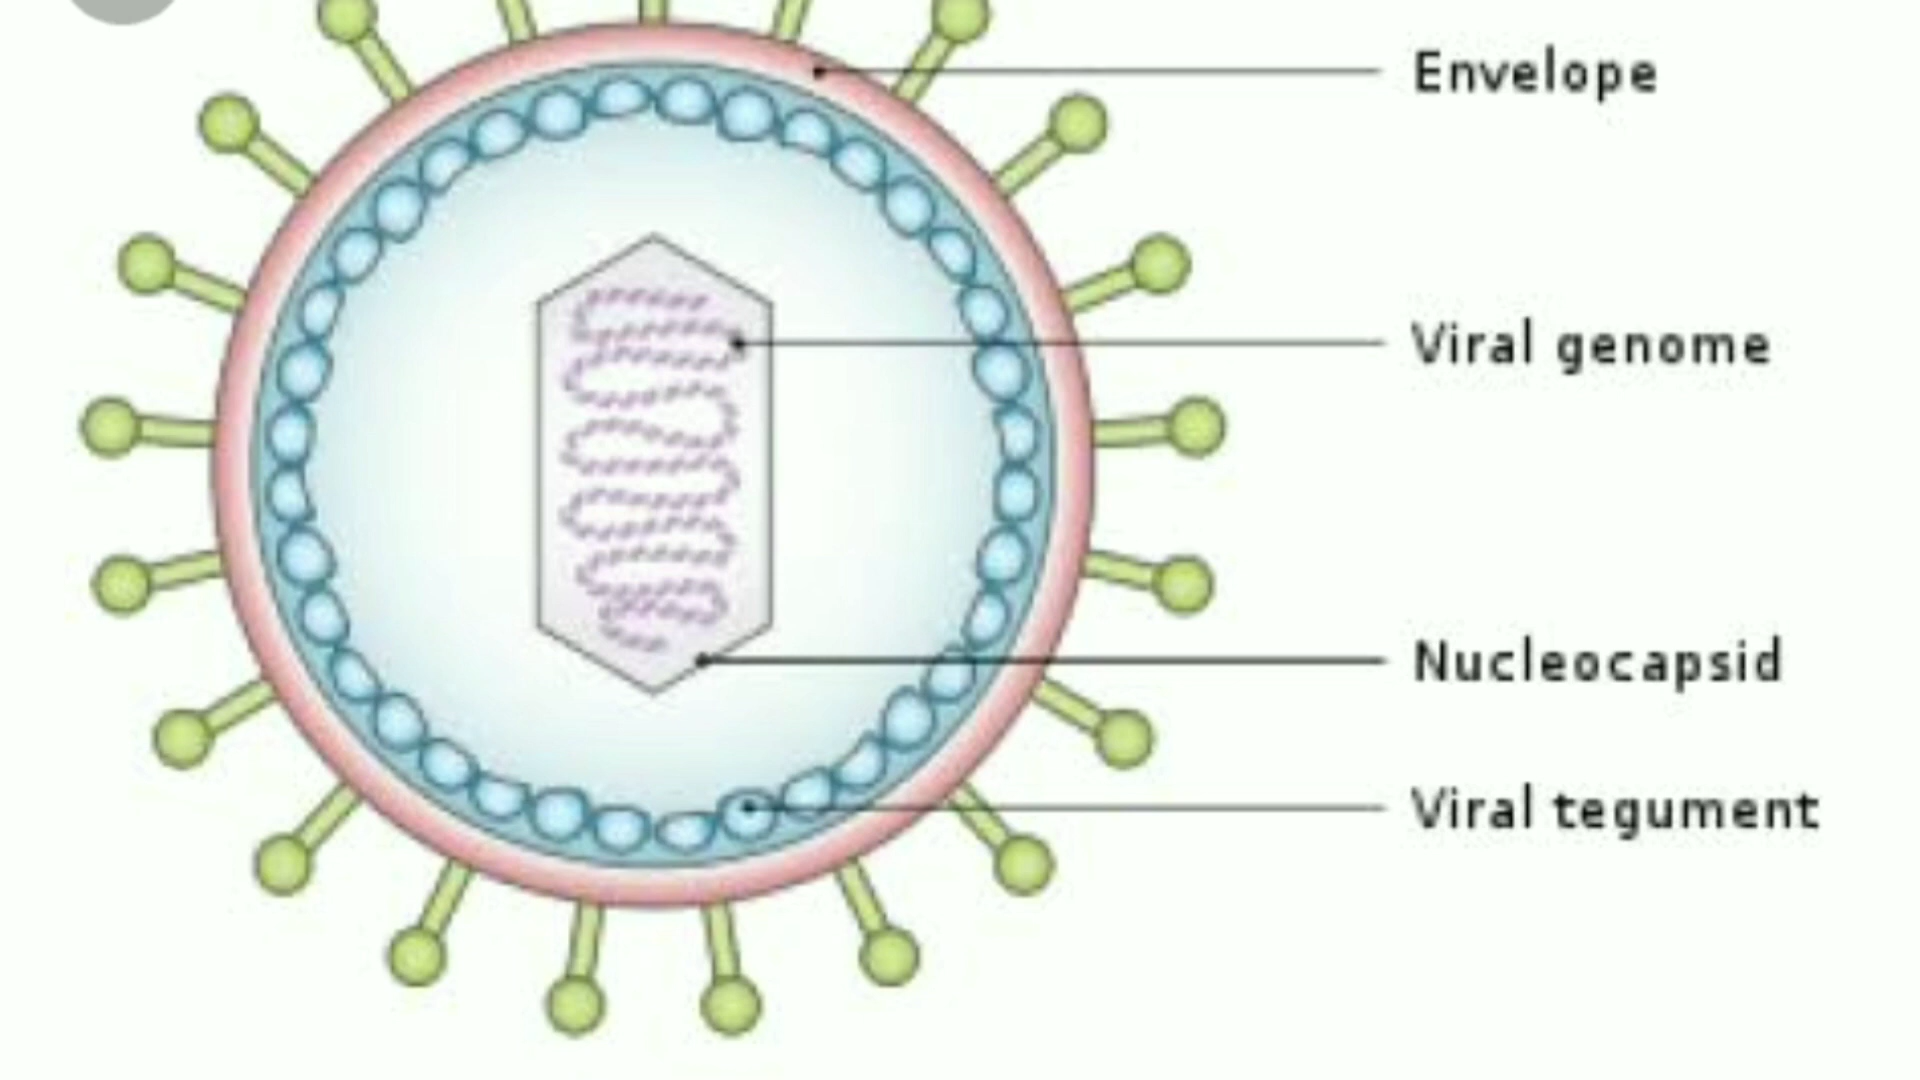 Envelope
Viral genome
Nucleocapsid
Viral tegument